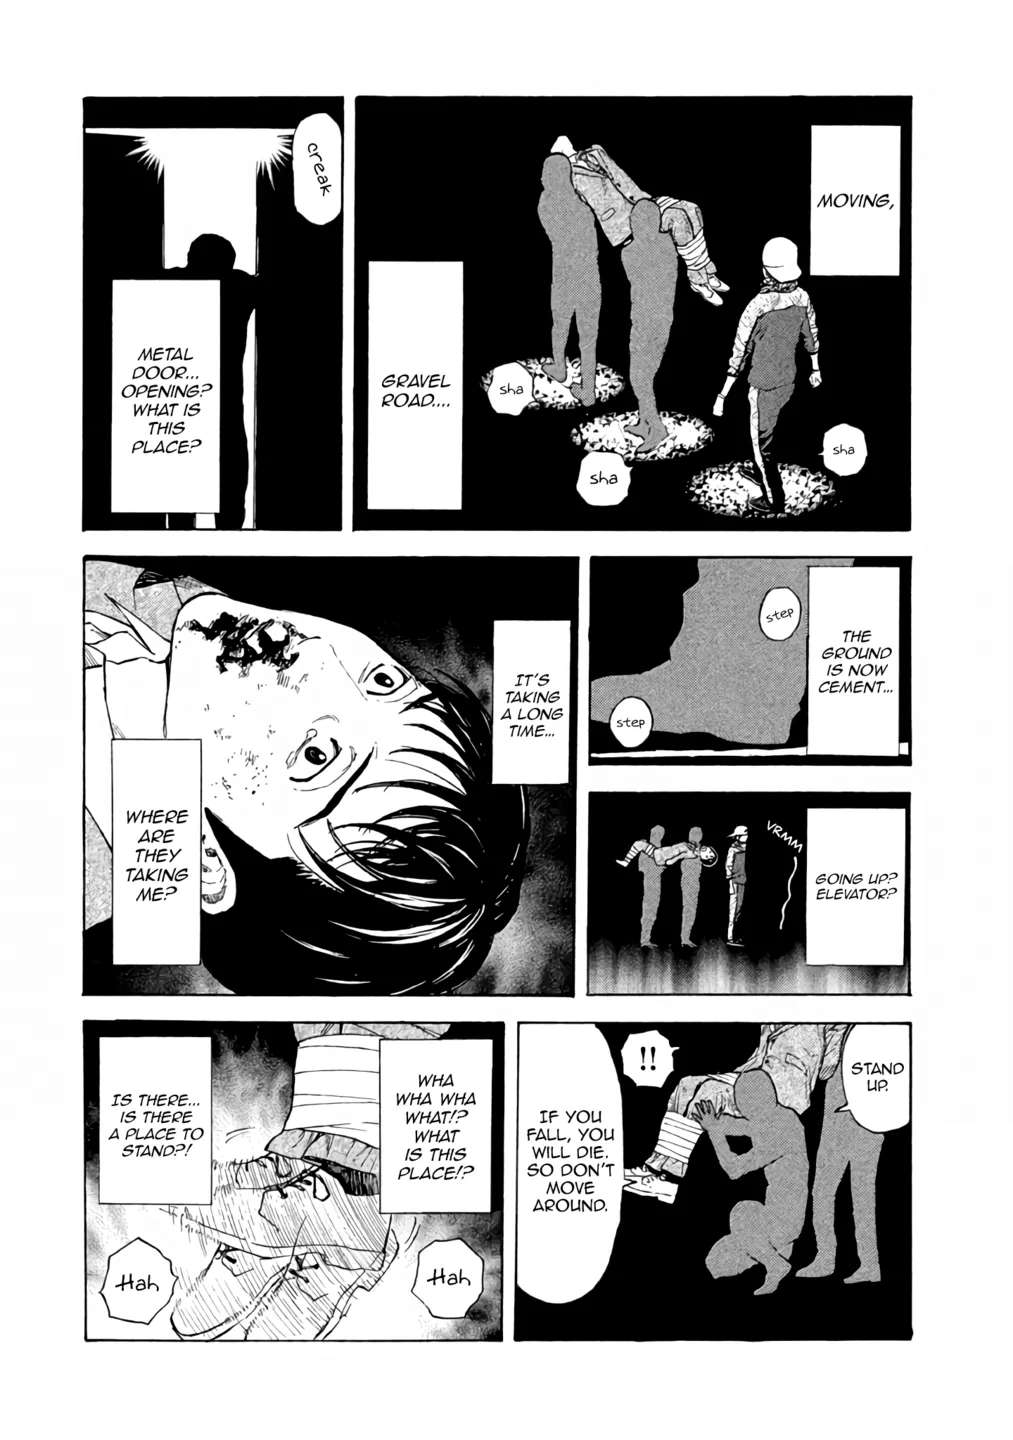 MOVING,
GRAVEL
ROAD....
sha
sha
sha
creak
METAL
DOOR...
OPENING?
WHAT IS
THIS
PLACE?
step
step
THE
GROUND
IS NOW
CEMENT...
IT'S
TAKING
A LONG
TIME...
WHERE
ARE
THEY
TAKING
ME?
VRMM
GOING UP?
ELEVATOR?
STAND
UP.
!!
IF YOU
FALL, YOU
WILL DIE.
SO DON'T
MOVE
AROUND.
WHA
WHA WHA
WHAT!?
WHAT
IS THIS
PLACE!?
IS THERE...
IS THERE
A PLACE TO
STAND?!
Hah
Hah